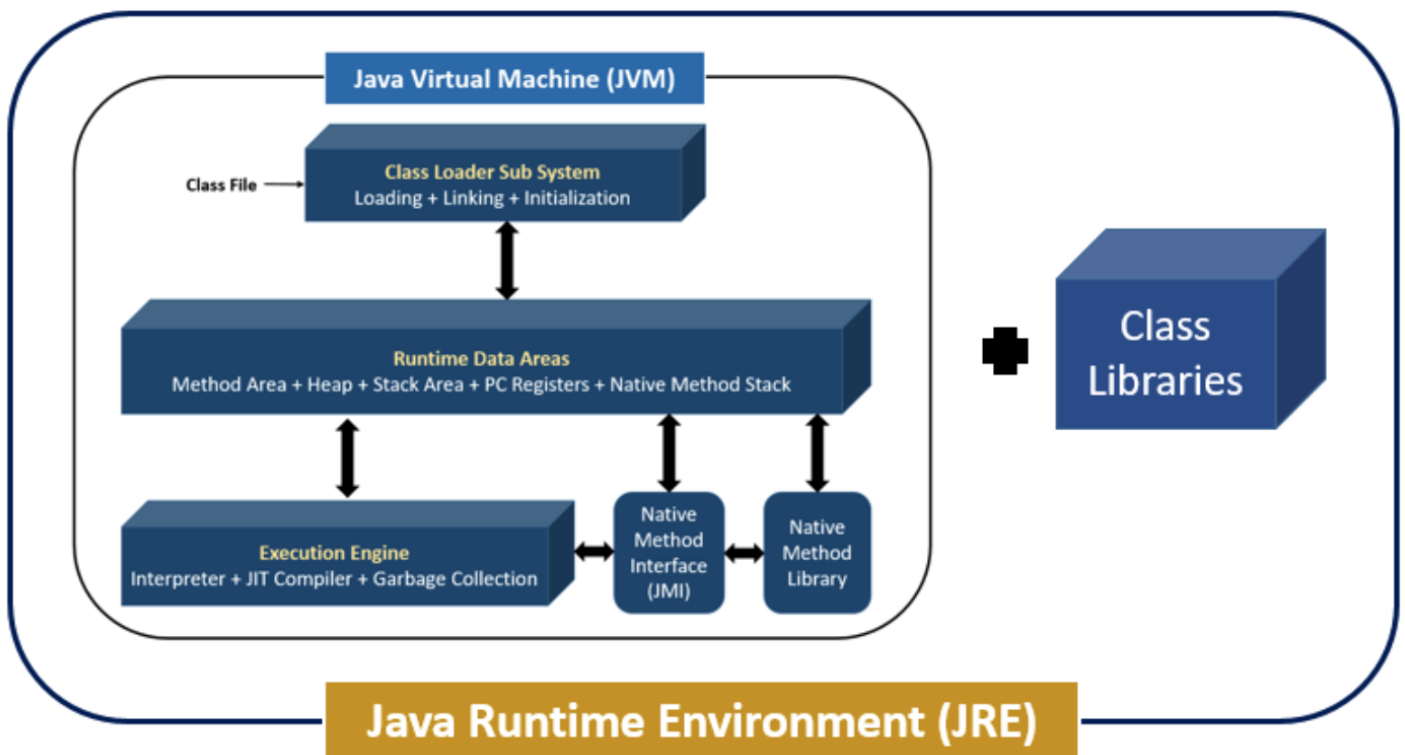 Java Virtual Machine (JVM)
Class Loader Sub System
Class File
Loading + Linking + Initialization
Runtime Data Areas
Method Area + Heap + Stack Area + PC Registers + Native Method Stack
Execution Engine
Interpreter + JIT Compiler + Garbage Collection
Native
Method
Interface
(JMI)
Native
Method
Library
Class
Libraries
Java Runtime Environment (JRE)